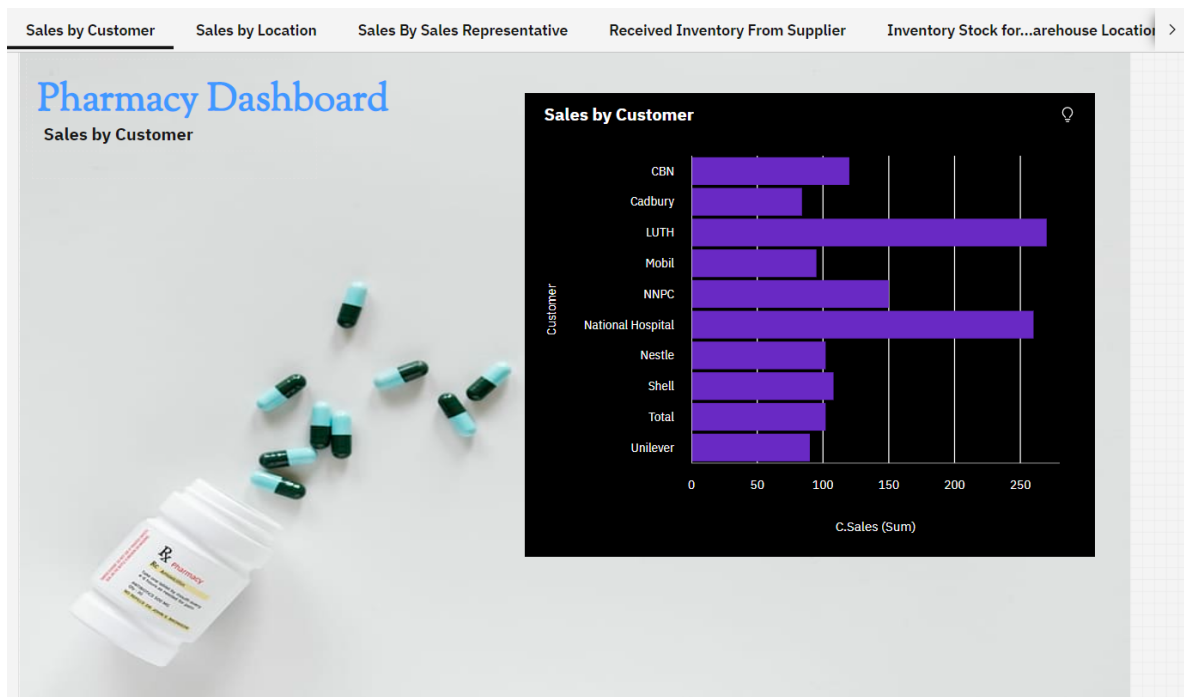 Sales by Customer
Sales by Location
Sales By Sales Representative
Received Inventory From Supplier
Inventory Stock for...arehouse Location
Pharmacy Dashboard
Sales by Customer
Sales by Customer
Customer
CBN
Cadbury
LUTH
Mobil
NNPC
National Hospital
Nestle
Shell
Total
Unilever
0 50 100 150 200 250
C.Sales (Sum)
Rx Pharmacy